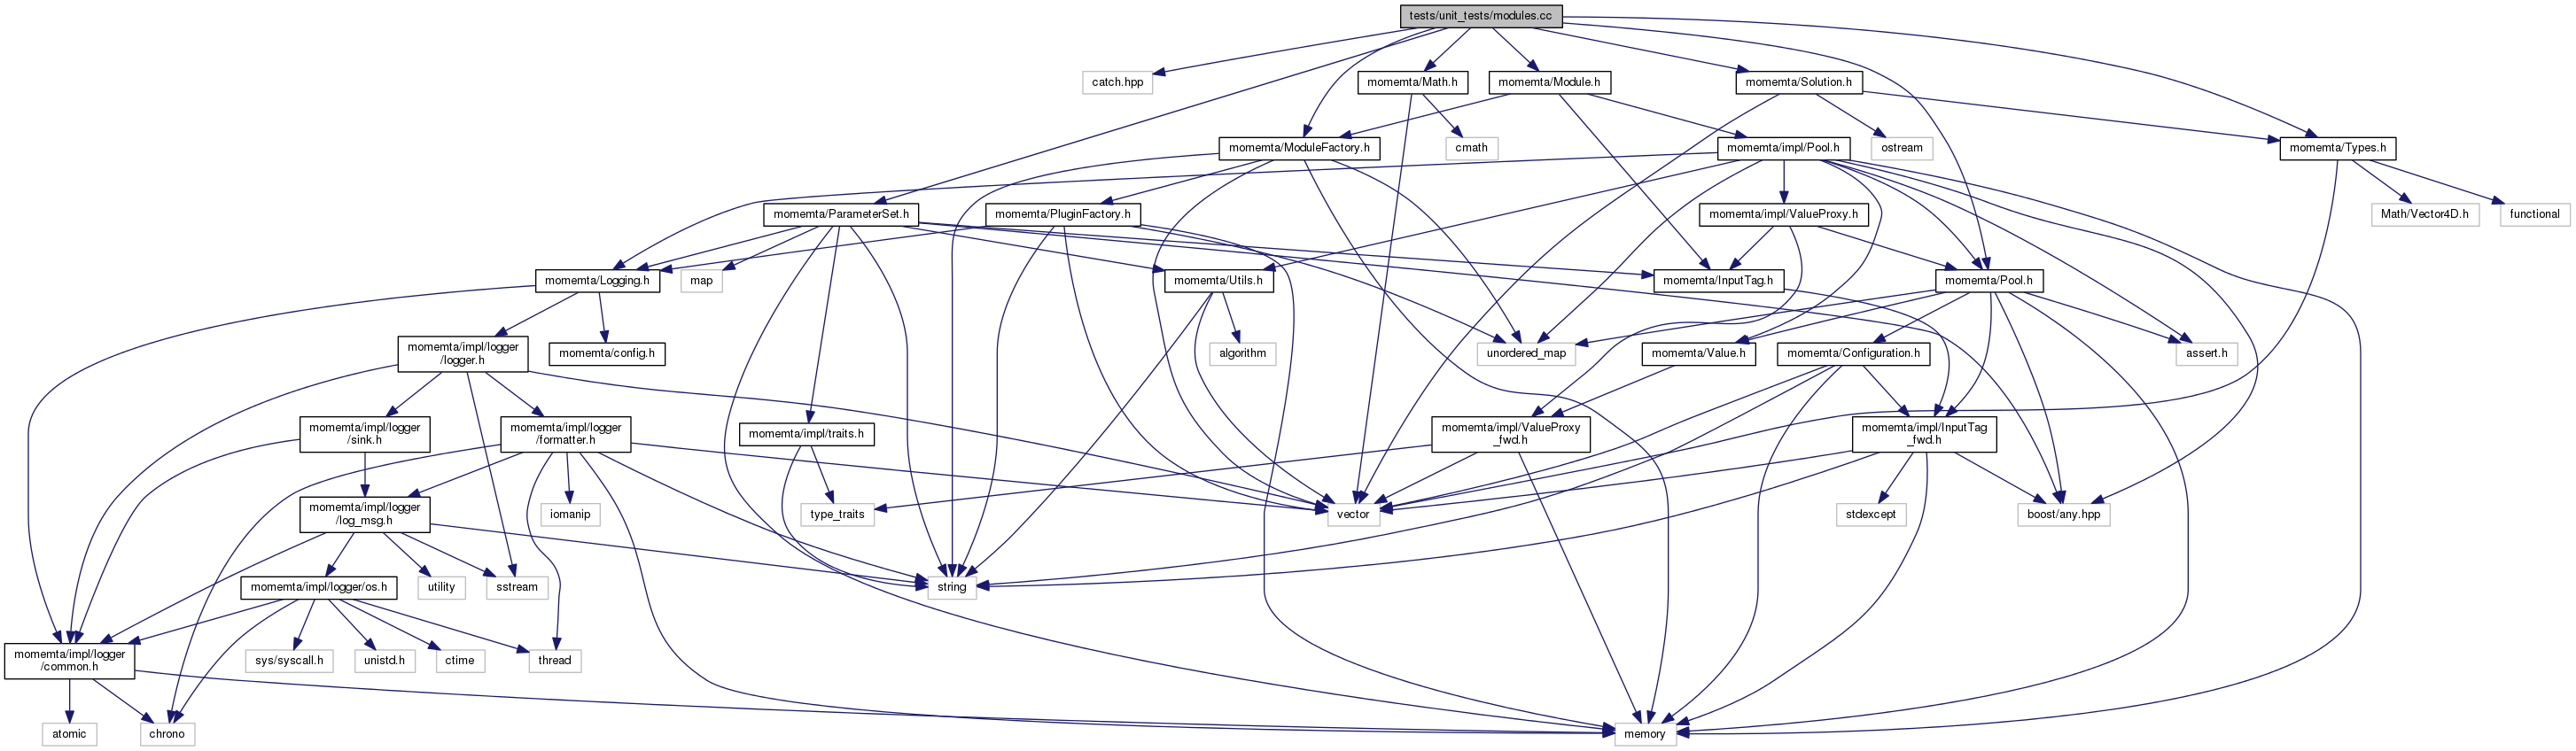 tests/unit_tests/modules.cc
catch.hpp
momemta/Math.h
momemta/Module.h
momemta/Solution.h
momemta/ModuleFactory.h
cmath
momemta/impl/Pool.h
ostream
momemta/Types.h
momemta/ParameterSet.h
momemta/PluginFactory.h
momemta/impl/ValueProxy.h
Math/Vector4D.h
functional
momemta/Logging.h
map
momemta/Utils.h
momemta/InputTag.h
momemta/Pool.h
momemta/impl/logger
/logger.h
momemta/config.h
algorithm
unordered_map
momemta/Value.h
momemta/Configuration.h
assert.h
momemta/impl/logger
/sink.h
momemta/impl/logger
/formatter.h
momemta/impl/traits.h
momemta/impl/ValueProxy
_fwd.h
momemta/impl/InputTag
_fwd.h
momemta/impl/logger
/log_msg.h
iomanip
type_traits
vector
stdexcept
boost/any.hpp
momemta/impl/logger/os.h
utility
sstream
string
momemta/impl/logger
/common.h
sys/syscall.h
unistd.h
ctime
thread
atomic
chrono
memory